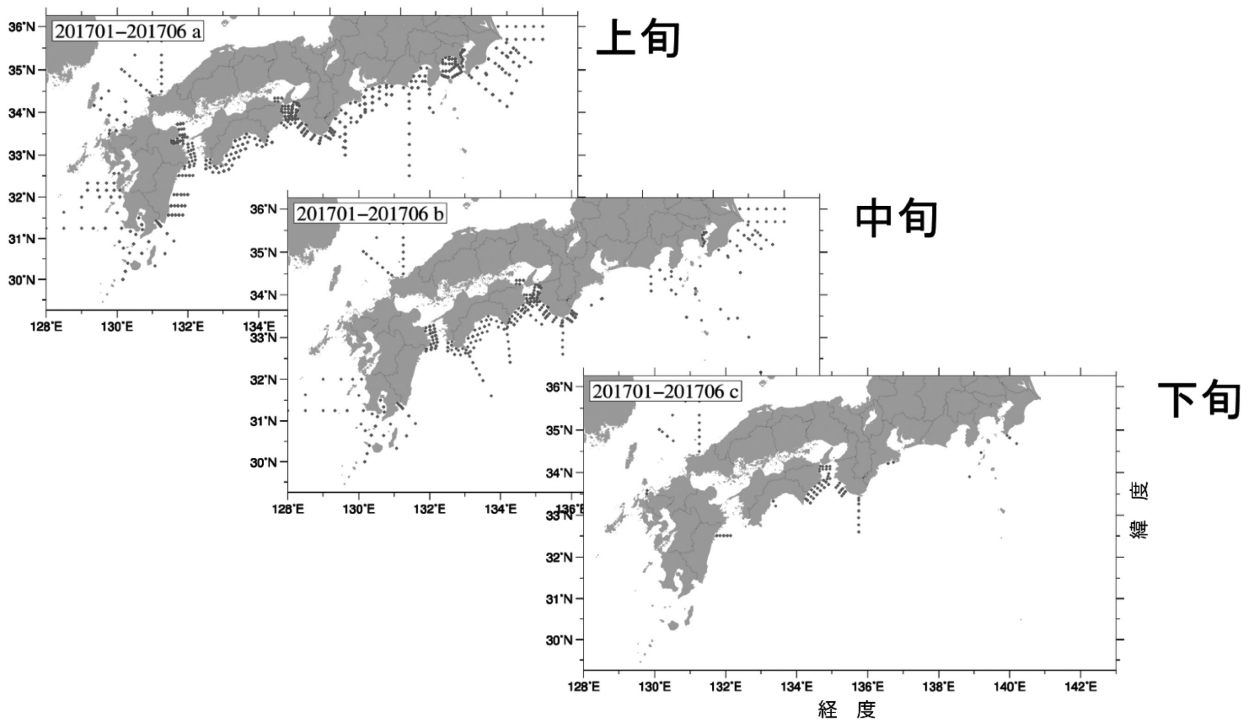 201701−201706 a
上旬
36°N
35°N
34°N
33°N
32°N
31°N
30°N
128°E 130°E 132°E 134°E
201701−201706 b
中旬
36°N
35°N
34°N
33°N
32°N
31°N
30°N
128°E 130°E 132°E 134°E 136°E
201701−201706 c
下旬
36°N
35°N
34°N
33°N
32°N
31°N
30°N
128°E 130°E 132°E 134°E 136°E 138°E 140°E 142°E
緯 度
経 度